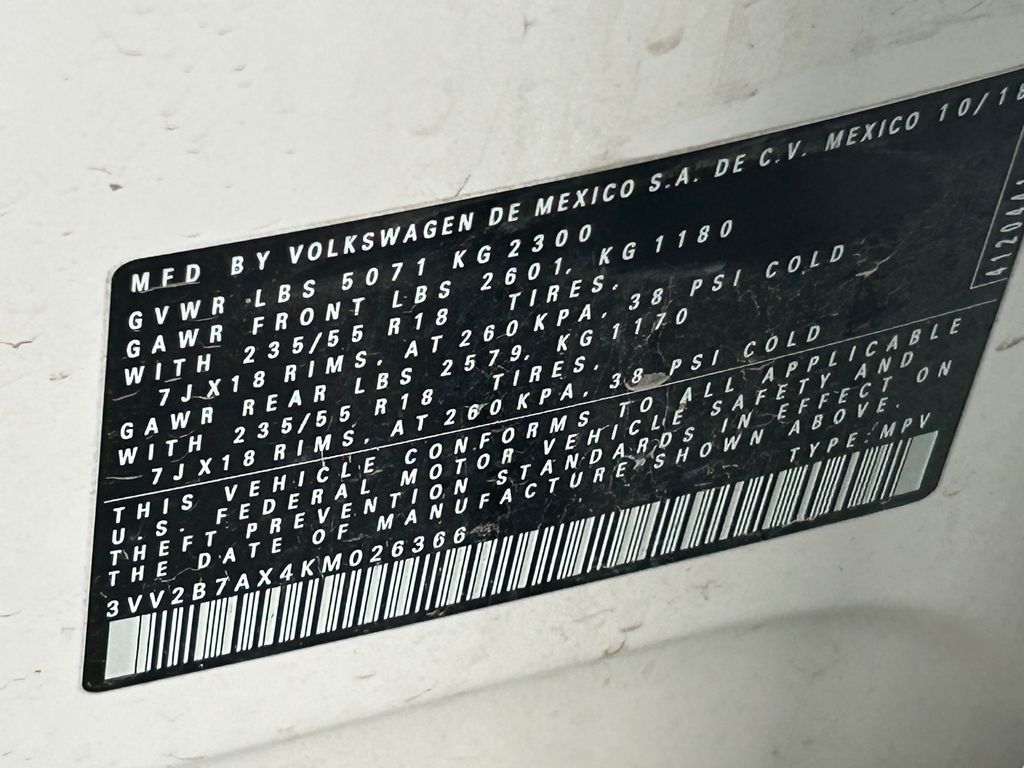 MFD BY VOLKSWAGEN DE MEXICO S.A. DE C.V. MEXICO 10/18
GVWR LBS 5071 KG 2300
GAWR FRONT LBS 2601, KG 1180
WITH 235/55 R18 TIRES,
7JX18 RIMS, AT 260 KPA, 38 PSI COLD
GAWR REAR LBS 2579, KG 1170
WITH 235/55 R18 TIRES,
7JX18 RIMS, AT 260 KPA, 38 PSI COLD
THIS VEHICLE CONFORMS TO ALL APPLICABLE
U.S. FEDERAL MOTOR VEHICLE SAFETY AND
THEFT PREVENTION STANDARDS IN EFFECT ON
THE DATE OF MANUFACTURE SHOWN ABOVE.
3VV2B7AX4KM026366 TYPE: MPV